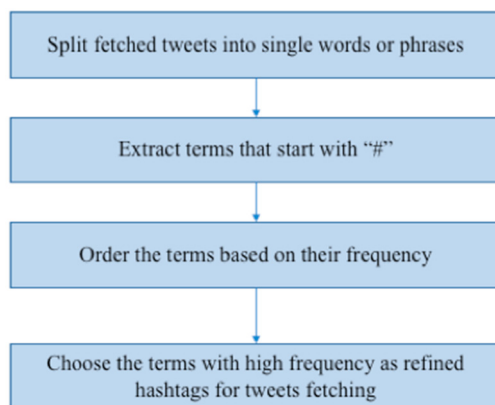 Split fetched tweets into single words or phrases
Extract terms that start with “#”
Order the terms based on their frequency
Choose the terms with high frequency as refined
hashtags for tweets fetching